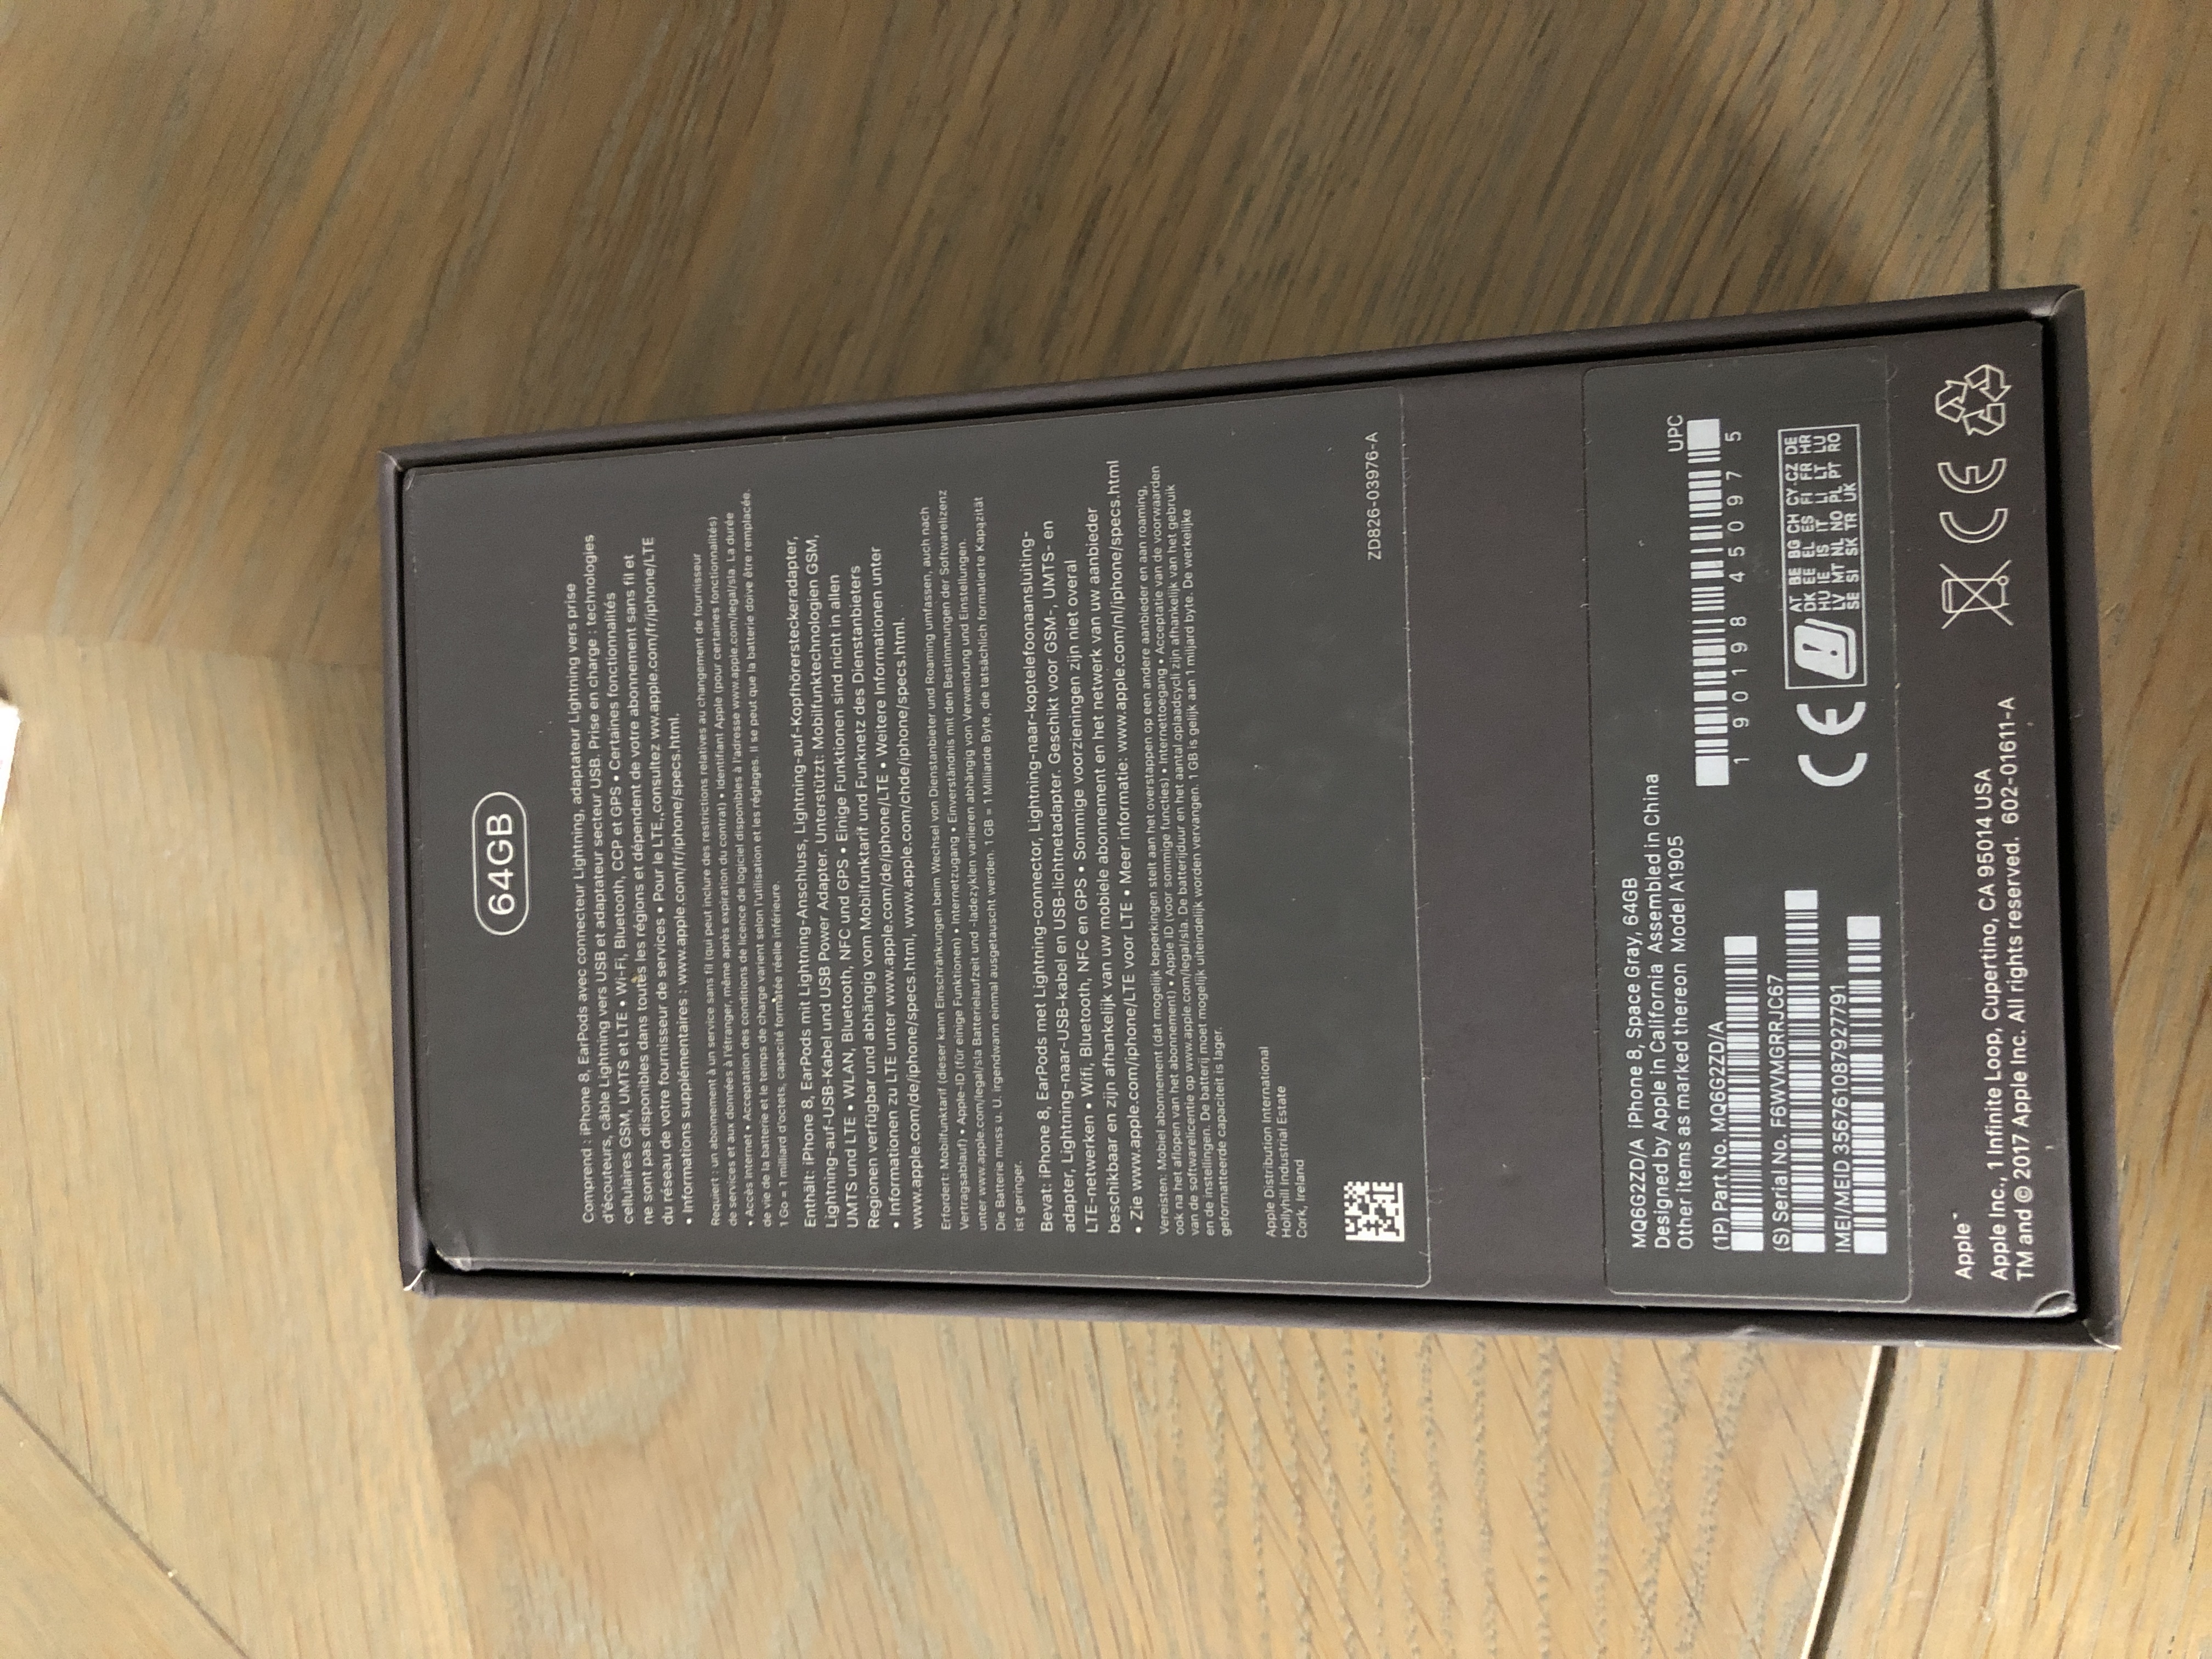 64GB
Comprend : iPhone 8, EarPods avec connecteur Lightning, adaptateur Lightning vers prise
d'écouteurs, câble Lightning vers USB et adaptateur secteur USB. Prise en charge : technologies
cellulaires GSM, UMTS et LTE • Wi-Fi, Bluetooth, CCP et GPS • Certaines fonctionnalités
ne sont pas disponibles dans toutes les régions et dépendent de votre abonnement sans fil et
du réseau de votre fournisseur de services • Pour le LTE, consultez ww.apple.com/fr/iphone/LTE
• Informations supplémentaires : www.apple.com/fr/iphone/specs.html.
Requiert : un abonnement à un service sans fil (qui peut inclure des restrictions relatives au changement de fournisseur
de services et aux données à l'étranger, même après expiration du contrat) • Identifiant Apple (pour certaines fonctionnalités)
• Accès Internet • Acceptation des conditions de licence de logiciel disponibles à l'adresse www.apple.com/legal/sla. La durée
de vie de la batterie et le temps de charge varient selon l'utilisation et les réglages. Il se peut que la batterie doive être remplacée.
1 Go = 1 milliard d'octets, capacité formatée réelle inférieure.
Enthält: iPhone 8, EarPods mit Lightning-Anschluss, Lightning-auf-Kopfhörersteckeradapter,
Lightning-auf-USB-Kabel und USB Power Adapter. Unterstützt: Mobilfunktechnologien GSM,
UMTS und LTE • WLAN, Bluetooth, NFC und GPS • Einige Funktionen sind nicht in allen
Regionen verfügbar und abhängig vom Mobilfunktarif und Funknetz des Dienstanbieters
• Informationen zu LTE unter www.apple.com/de/iphone/LTE • Weitere Informationen unter
www.apple.com/de/iphone/specs.html, www.apple.com/chde/iphone/specs.html.
Erfordert: Mobilfunktarif (dieser kann Einschränkungen beim Wechsel von Dienstanbieter und Roaming umfassen, auch nach
Vertragsablauf) • Apple-ID (für einige Funktionen) • Internetzugang • Einverständnis mit den Bestimmungen der Softwarelizenz
unter www.apple.com/legal/sla Batterielaufzeit und -ladezyklen variieren abhängig von Verwendung und Einstellungen.
Die Batterie muss u. U. irgendwann einmal ausgetauscht werden. 1 GB = 1 Milliarde Byte, die tatsächlich formatierte Kapazität
ist geringer.
Bevat: iPhone 8, EarPods met Lightning-connector, Lightning-naar-koptelefoonaansluiting-
adapter, Lightning-naar-USB-kabel en USB-lichtnetadapter. Geschikt voor GSM-, UMTS- en
LTE-netwerken • Wifi, Bluetooth, NFC en GPS • Sommige voorzieningen zijn niet overal
beschikbaar en zijn afhankelijk van uw mobiele abonnement en het netwerk van uw aanbieder
• Zie www.apple.com/iphone/LTE voor LTE • Meer informatie: www.apple.com/nl/iphone/specs.html
Vereisten: Mobiel abonnement (dat mogelijk beperkingen stelt aan het overstappen op een andere aanbieder en aan roaming,
ook na het aflopen van het abonnement) • Apple ID (voor sommige functies) • Internettoegang • Acceptatie van de voorwaarden
van de softwarelicentie op www.apple.com/legal/sla. De batterijduur en het aantal oplaadcycli zijn afhankelijk van het gebruik
en de instellingen. De batterij moet mogelijk uiteindelijk worden vervangen. 1 GB is gelijk aan 1 miljard byte. De werkelijke
geformatteerde capaciteit is lager.
Apple Distribution International
Hollyhill Industrial Estate
Cork, Ireland
ZD826-03976-A
MQ6G2ZD/A iPhone 8, Space Gray, 64GB
Designed by Apple in California Assembled in China
Other items as marked thereon Model A1905
(1P) Part No. MQ6G2ZD/A
(S) Serial No. F6WVMGRRJC67
IMEI/MEID 356761087927791
UPC
1 90198 45097 5
CE
AT BE BG CH CY CZ DE
DK EE EL ES FI FR HR
HU IE IS IT LI LT LU
LV MT NL NO PL PT RO
SE SI SK TR UK
Apple
Apple Inc., 1 Infinite Loop, Cupertino, CA 95014 USA
TM and © 2017 Apple Inc. All rights reserved. 602-01611-A
CE